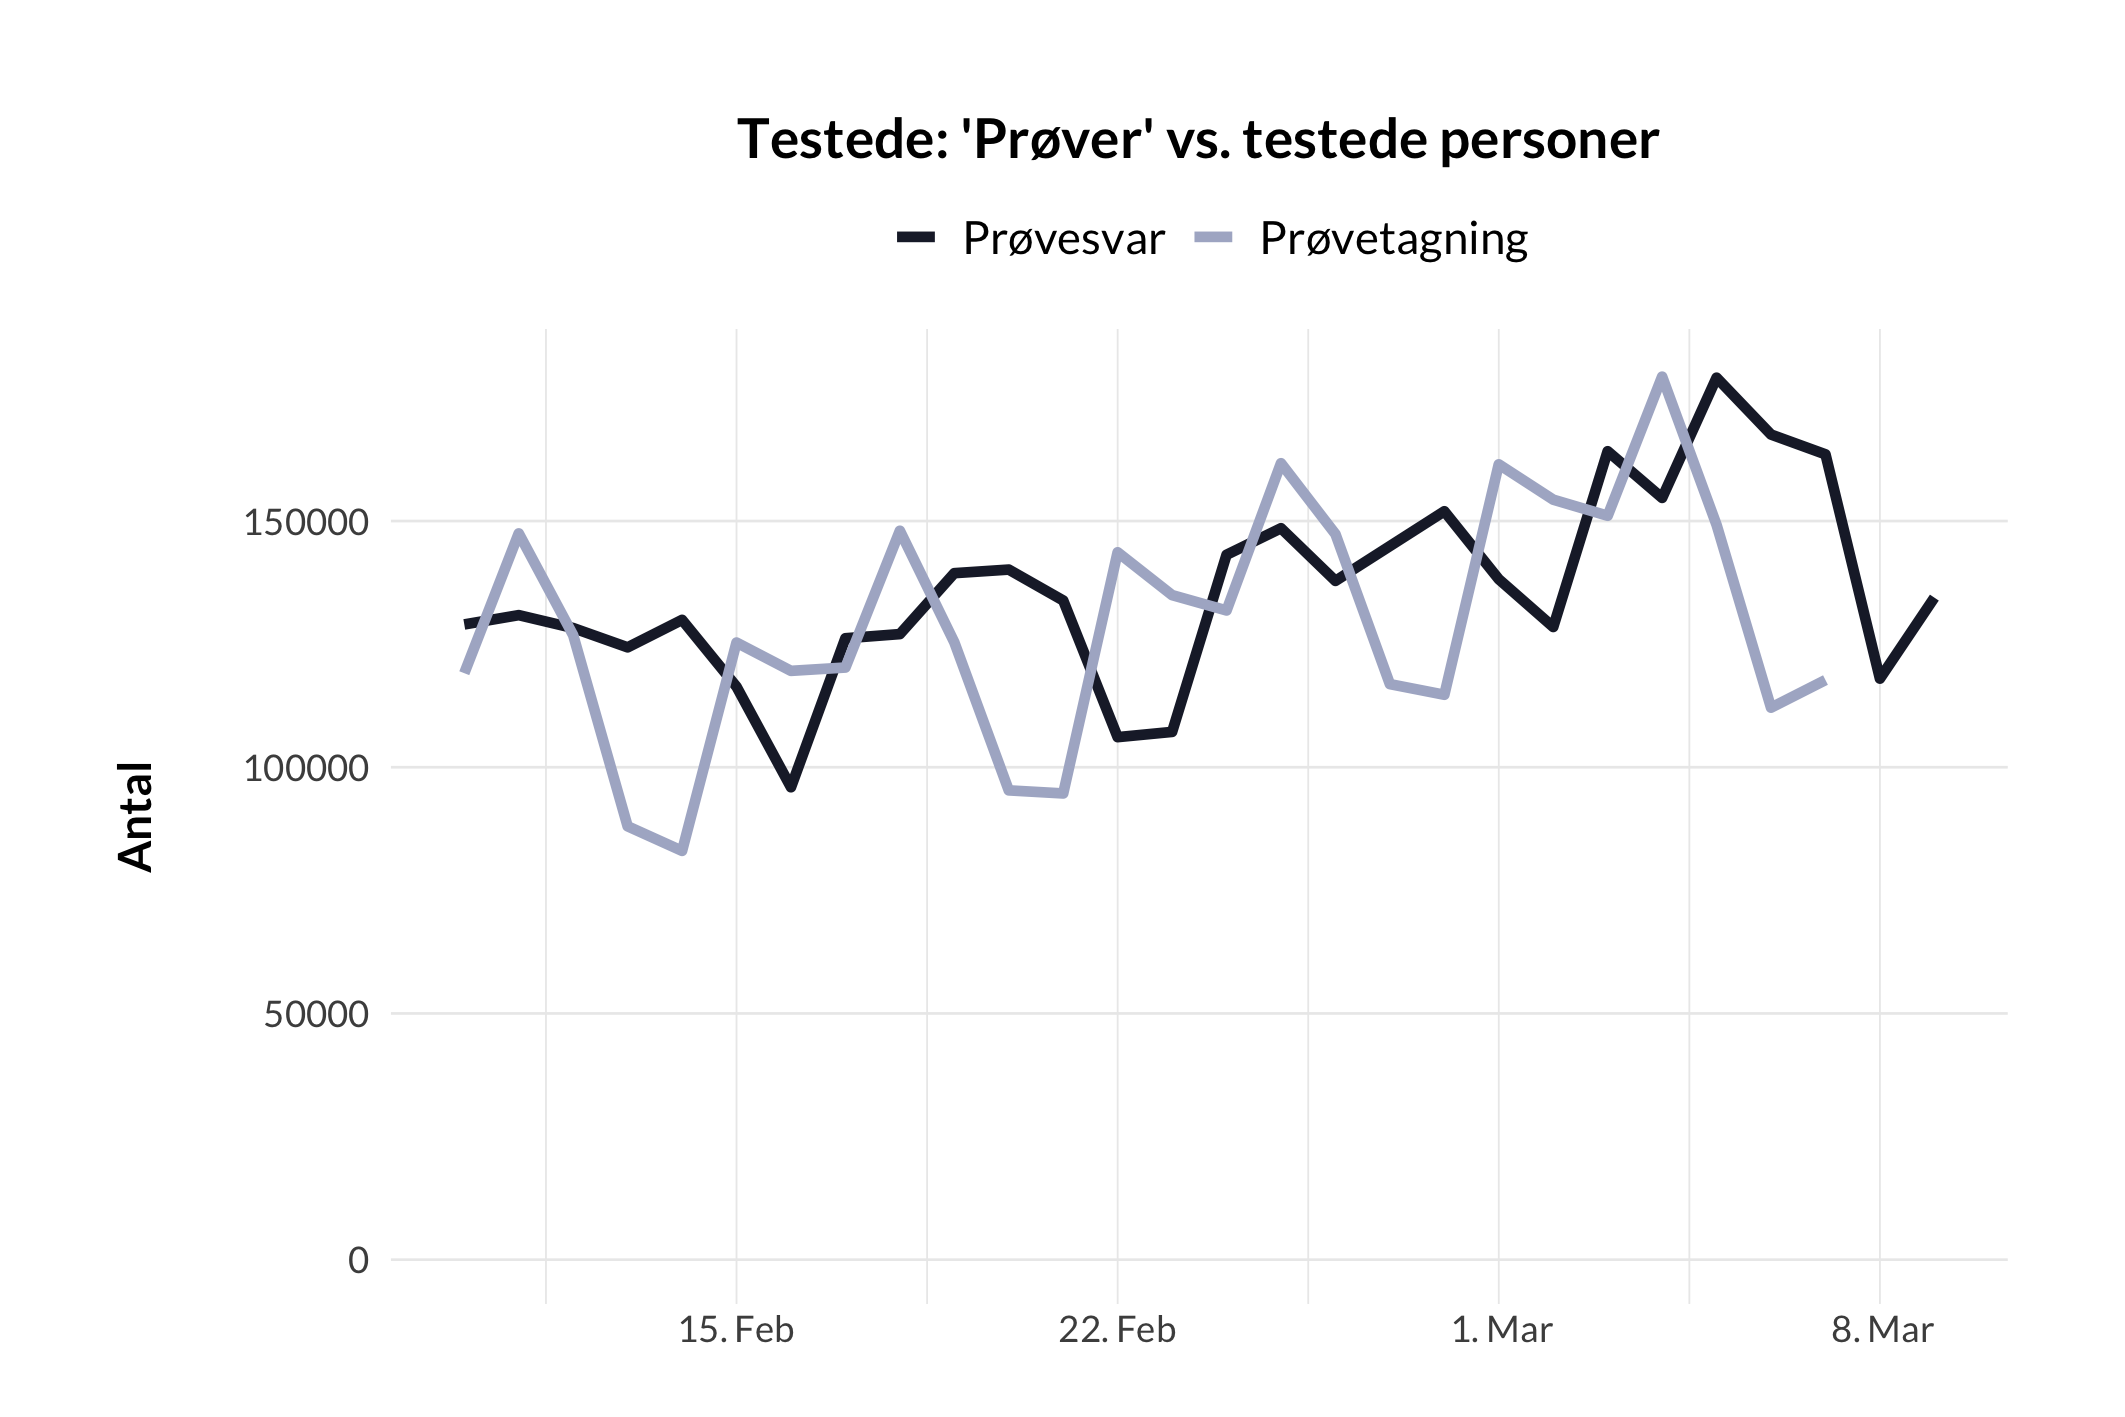 Testede: 'Prøver' vs. testede personer
Prøvesvar Prøvetagning
Antal
150000
100000
50000
0
15. Feb 22. Feb 1. Mar 8. Mar